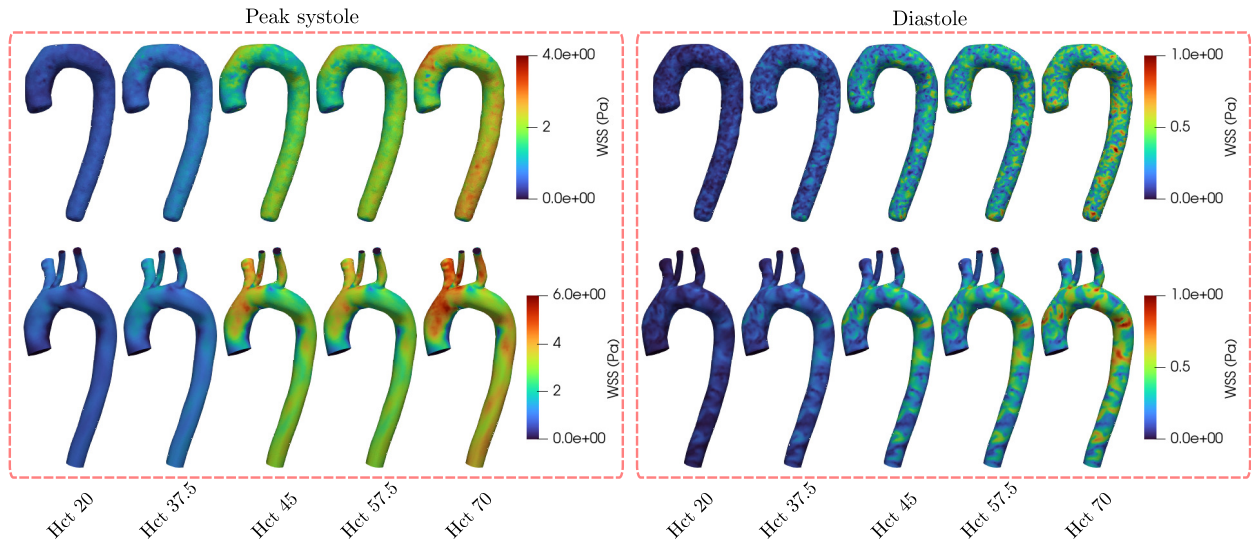 Peak systole
Diastole
4.0e+00
2
0.0e+00
WSS (Pa)
1.0e+00
0.5
0.0e+00
WSS (Pa)
6.0e+00
4
2
0.0e+00
WSS (Pa)
1.0e+00
0.5
0.0e+00
WSS (Pa)
Hct 20
Hct 37.5
Hct 45
Hct 57.5
Hct 70
Hct 20
Hct 37.5
Hct 45
Hct 57.5
Hct 70